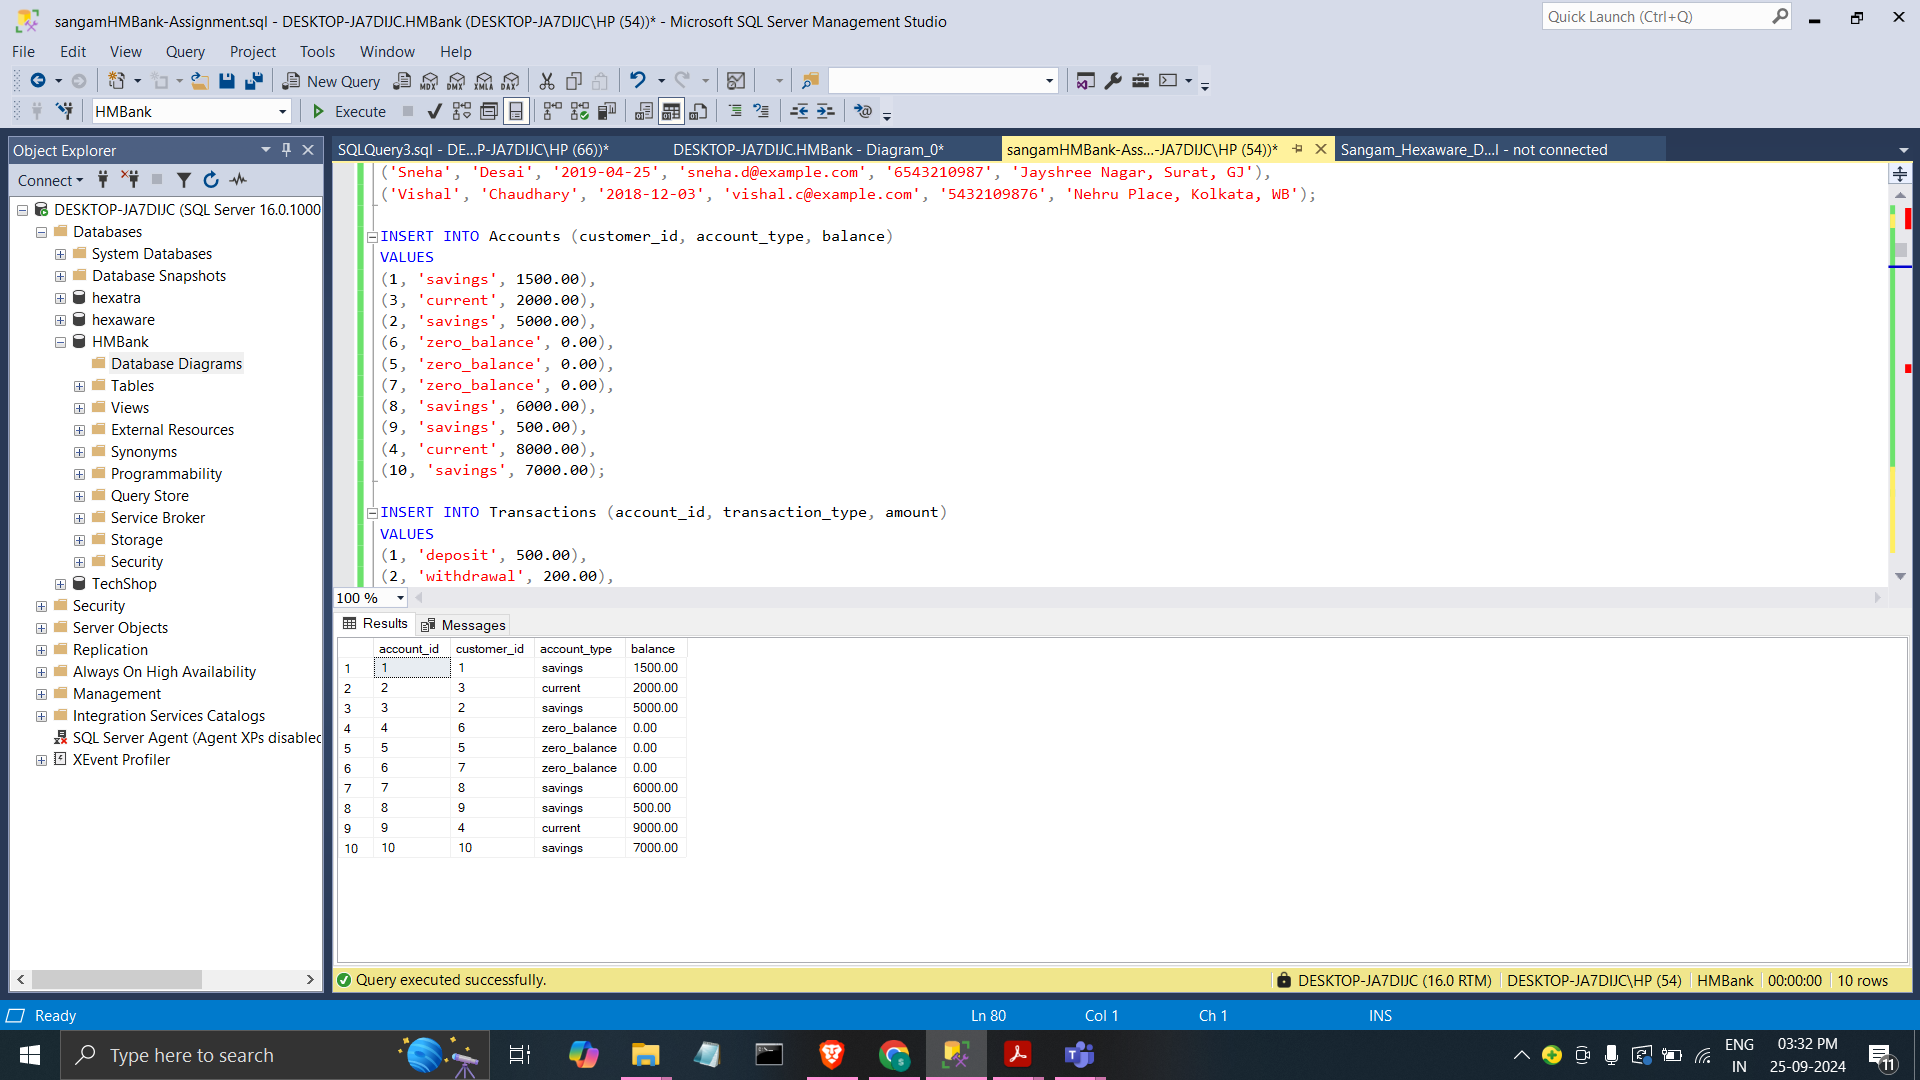 sangamHMBank-Assignment.sql - DESKTOP-JA7DIJC.HMBank (DESKTOP-JA7DIJC\HP (54))* - Microsoft SQL Server Management Studio
Quick Launch (Ctrl+Q)
File Edit View Query Project Tools Window Help
New Query
MDX DMX XMLA DAX
HMBank
Execute
Object Explorer
Connect
DESKTOP-JA7DIJC (SQL Server 16.0.1000
Databases
System Databases
Database Snapshots
hexatra
hexaware
HMBank
Database Diagrams
Tables
Views
External Resources
Synonyms
Programmability
Query Store
Service Broker
Storage
Security
TechShop
Security
Server Objects
Replication
Always On High Availability
Management
Integration Services Catalogs
SQL Server Agent (Agent XPs disabled
XEvent Profiler
SQLQuery3.sql - DE...P-JA7DIJC\HP (66))*
DESKTOP-JA7DIJC.HMBank - Diagram_0*
sangamHMBank-Ass...-JA7DIJC\HP (54))*
Sangam_Hexaware_D...l - not connected
('Sneha', 'Desai', '2019-04-25', 'sneha.d@example.com', '6543210987', 'Jayshree Nagar, Surat, GJ'),
('Vishal', 'Chaudhary', '2018-12-03', 'vishal.c@example.com', '5432109876', 'Nehru Place, Kolkata, WB');
INSERT INTO Accounts (customer_id, account_type, balance)
VALUES
(1, 'savings', 1500.00),
(3, 'current', 2000.00),
(2, 'savings', 5000.00),
(6, 'zero_balance', 0.00),
(5, 'zero_balance', 0.00),
(7, 'zero_balance', 0.00),
(8, 'savings', 6000.00),
(9, 'savings', 500.00),
(4, 'current', 8000.00),
(10, 'savings', 7000.00);
INSERT INTO Transactions (account_id, transaction_type, amount)
VALUES
(1, 'deposit', 500.00),
(2, 'withdrawal', 200.00),
100 %
Results Messages
account_id customer_id account_type balance
1 1 1 savings 1500.00
2 2 3 current 2000.00
3 3 2 savings 5000.00
4 4 6 zero_balance 0.00
5 5 5 zero_balance 0.00
6 6 7 zero_balance 0.00
7 7 8 savings 6000.00
8 8 9 savings 500.00
9 9 4 current 9000.00
10 10 10 savings 7000.00
Query executed successfully.
DESKTOP-JA7DIJC (16.0 RTM) DESKTOP-JA7DIJC\HP (54) HMBank 00:00:00 10 rows
Ready
Ln 80 Col 1 Ch 1 INS
Type here to search
ENG
IN
03:32 PM
25-09-2024
11